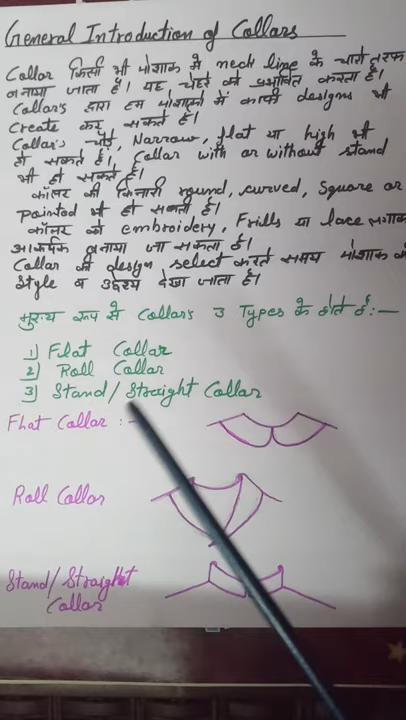 General Introduction of Collars
Collar किसी भी पोशाक में neck line के चारो तरफ
बनाया जाता है। यह चेहरे को प्रभावित करता है।
Collar's द्वारा हम पोशाको में काफी designs भी
Create कर सकते है।
Collar's चौड़े, Narrow, flat या high भी
हो सकते है। Collar with or without stand
भी हो सकते है।
कॉलर की किनारी round, curved, Square or
pointed भी हो सकती है।
कॉलर को embroidery, Frills या lace लगाकर
आकर्षक बनाया जा सकता है।
Collar की design select करते समय पोशाक की
Style व उद्देश्य देखा जाता है।
मुख्य रूप से Collars 3 Types के होते है:—
1) Flat Collar
2) Roll Collar
3) Stand/Straight Collar
Flat Collar :-
Roll Collar
Stand/Straight
Collar